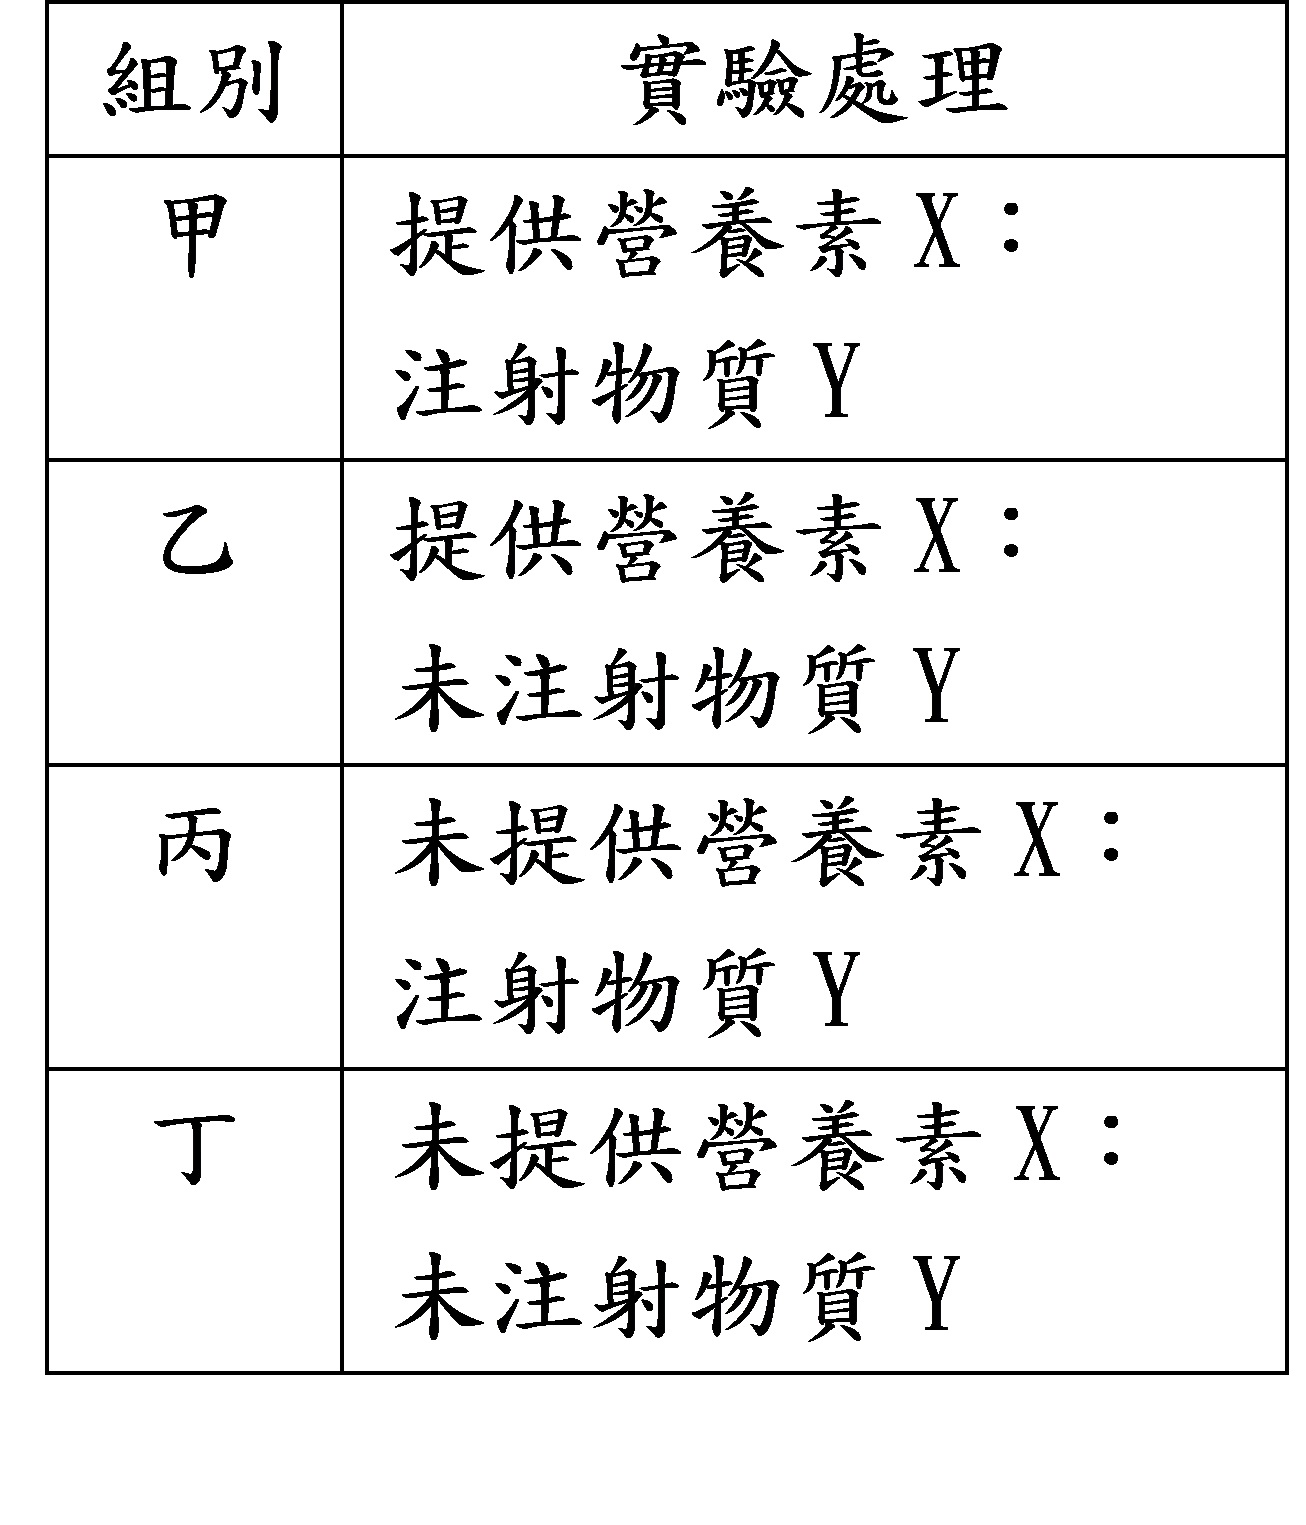 組別 實驗處理
甲 提供營養素 X：
注射物質 Y
乙 提供營養素 X：
未注射物質 Y
丙 未提供營養素 X：
注射物質 Y
丁 未提供營養素 X：
未注射物質 Y